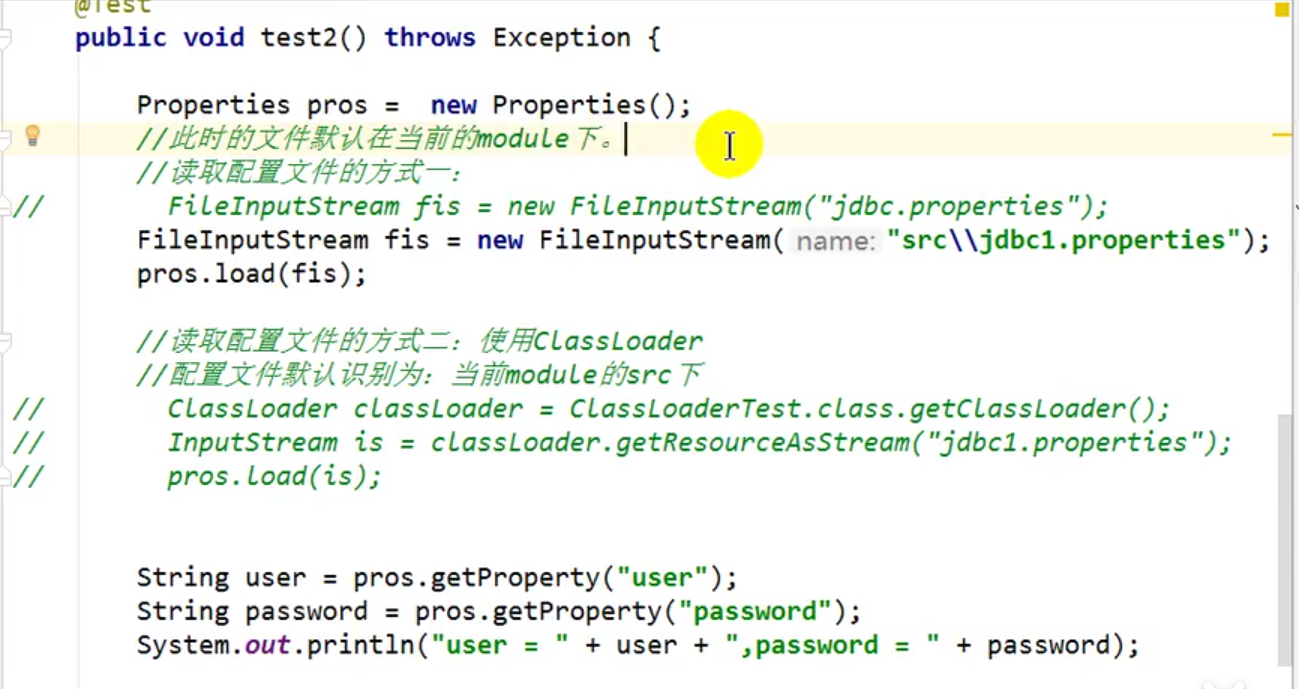 @Test
public void test2() throws Exception {
Properties pros =  new Properties();
//此时的文件默认在当前的module下。
//读取配置文件的方式一：
//        FileInputStream fis = new FileInputStream("jdbc.properties");
FileInputStream fis = new FileInputStream( name: "src\\jdbc1.properties");
pros.load(fis);
//读取配置文件的方式二：使用ClassLoader
//配置文件默认识别为：当前module的src下
//        ClassLoader classLoader = ClassLoaderTest.class.getClassLoader();
//        InputStream is = classLoader.getResourceAsStream("jdbc1.properties");
//        pros.load(is);
String user = pros.getProperty("user");
String password = pros.getProperty("password");
System.out.println("user = " + user + ",password = " + password);